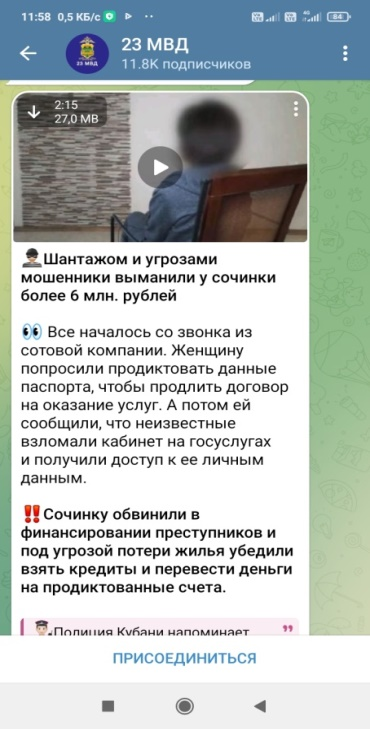 11:58 0,5 КБ/с
84
23 МВД
11.8K подписчиков
23 МВД
2:15
27,0 MB
Шантажом и угрозами
мошенники выманили у сочинки
более 6 млн. рублей
Все началось со звонка из
сотовой компании. Женщину
попросили продиктовать данные
паспорта, чтобы продлить договор
на оказание услуг. А потом ей
сообщили, что неизвестные
взломали кабинет на госуслугах
и получили доступ к ее личным
данным.
Сочинку обвинили в
финансировании преступников и
под угрозой потери жилья убедили
взять кредиты и перевести деньги
на продиктованные счета.
Полиция Кубани напоминает
ПРИСОЕДИНИТЬСЯ